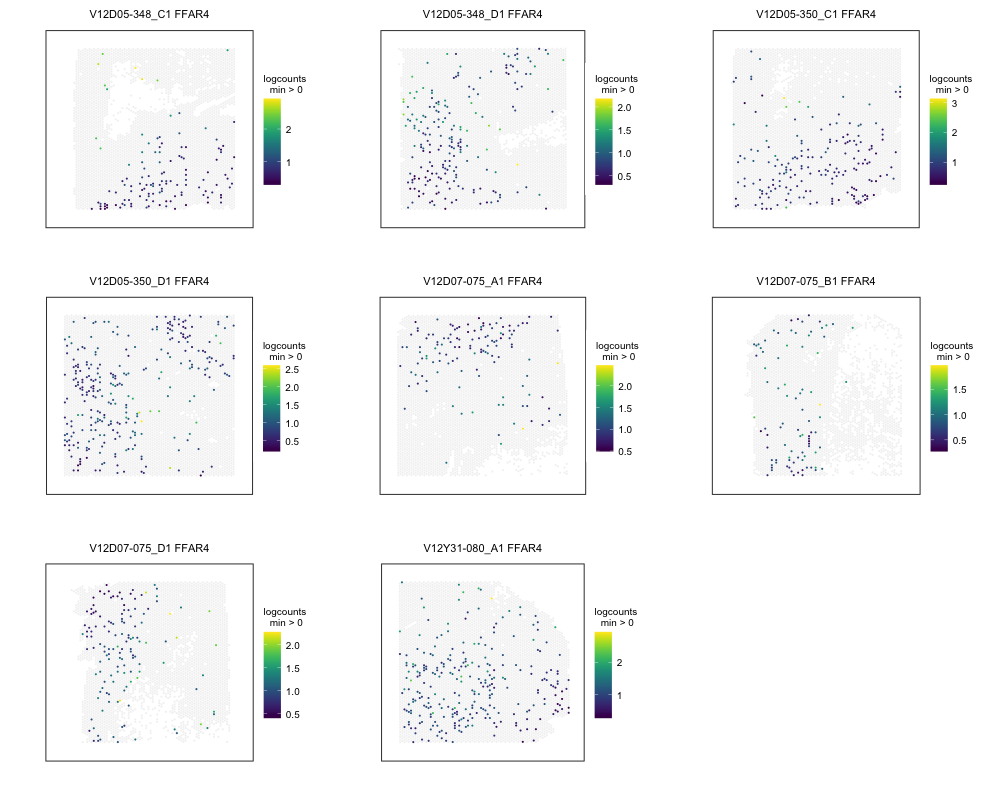 V12D05-348_C1 FFAR4
logcounts
min > 0
2
1
V12D05-348_D1 FFAR4
logcounts
min > 0
2.0
1.5
1.0
0.5
V12D05-350_C1 FFAR4
logcounts
min > 0
3
2
1
V12D05-350_D1 FFAR4
logcounts
min > 0
2.5
2.0
1.5
1.0
0.5
V12D07-075_A1 FFAR4
logcounts
min > 0
2.0
1.5
1.0
0.5
V12D07-075_B1 FFAR4
logcounts
min > 0
1.5
1.0
0.5
V12D07-075_D1 FFAR4
logcounts
min > 0
2.0
1.5
1.0
0.5
V12Y31-080_A1 FFAR4
logcounts
min > 0
2
1